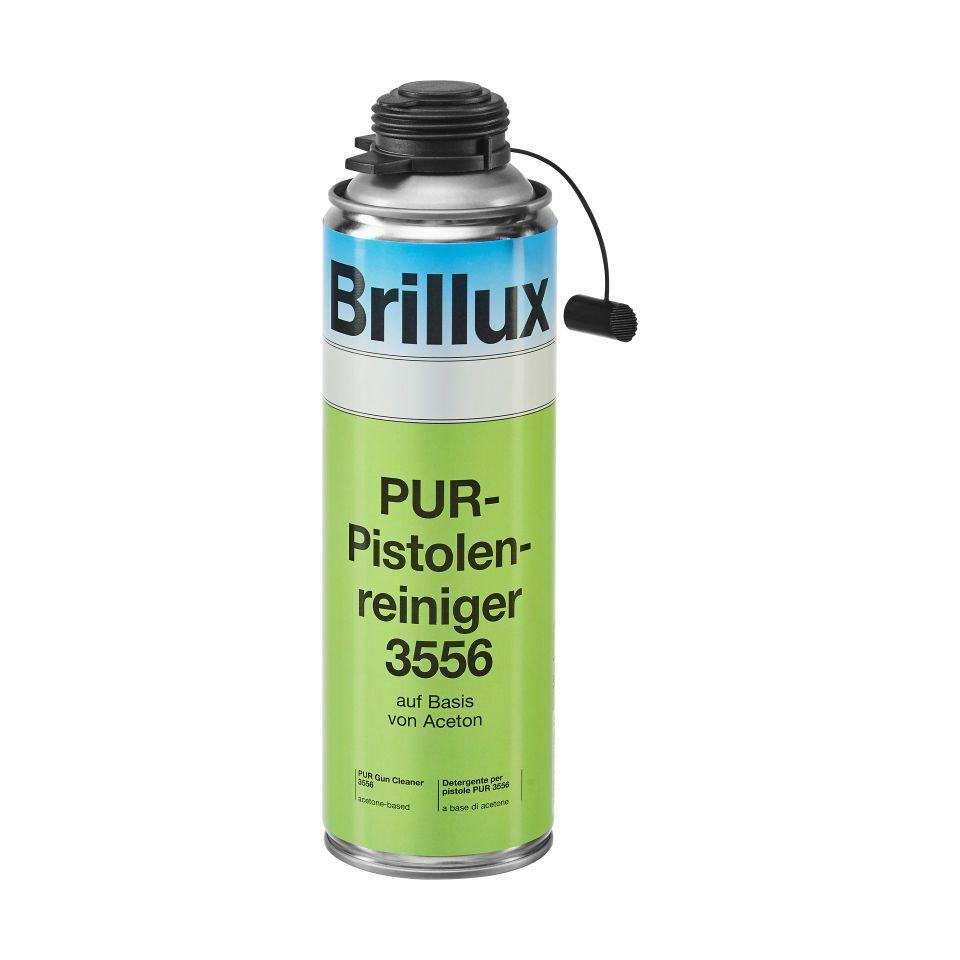 Brillux
PUR-
Pistolen-
reiniger
3556
auf Basis
von Aceton
PUR Gun Cleaner
3556
acetone-based
Detergente per
pistole PUR 3556
a base di acetone